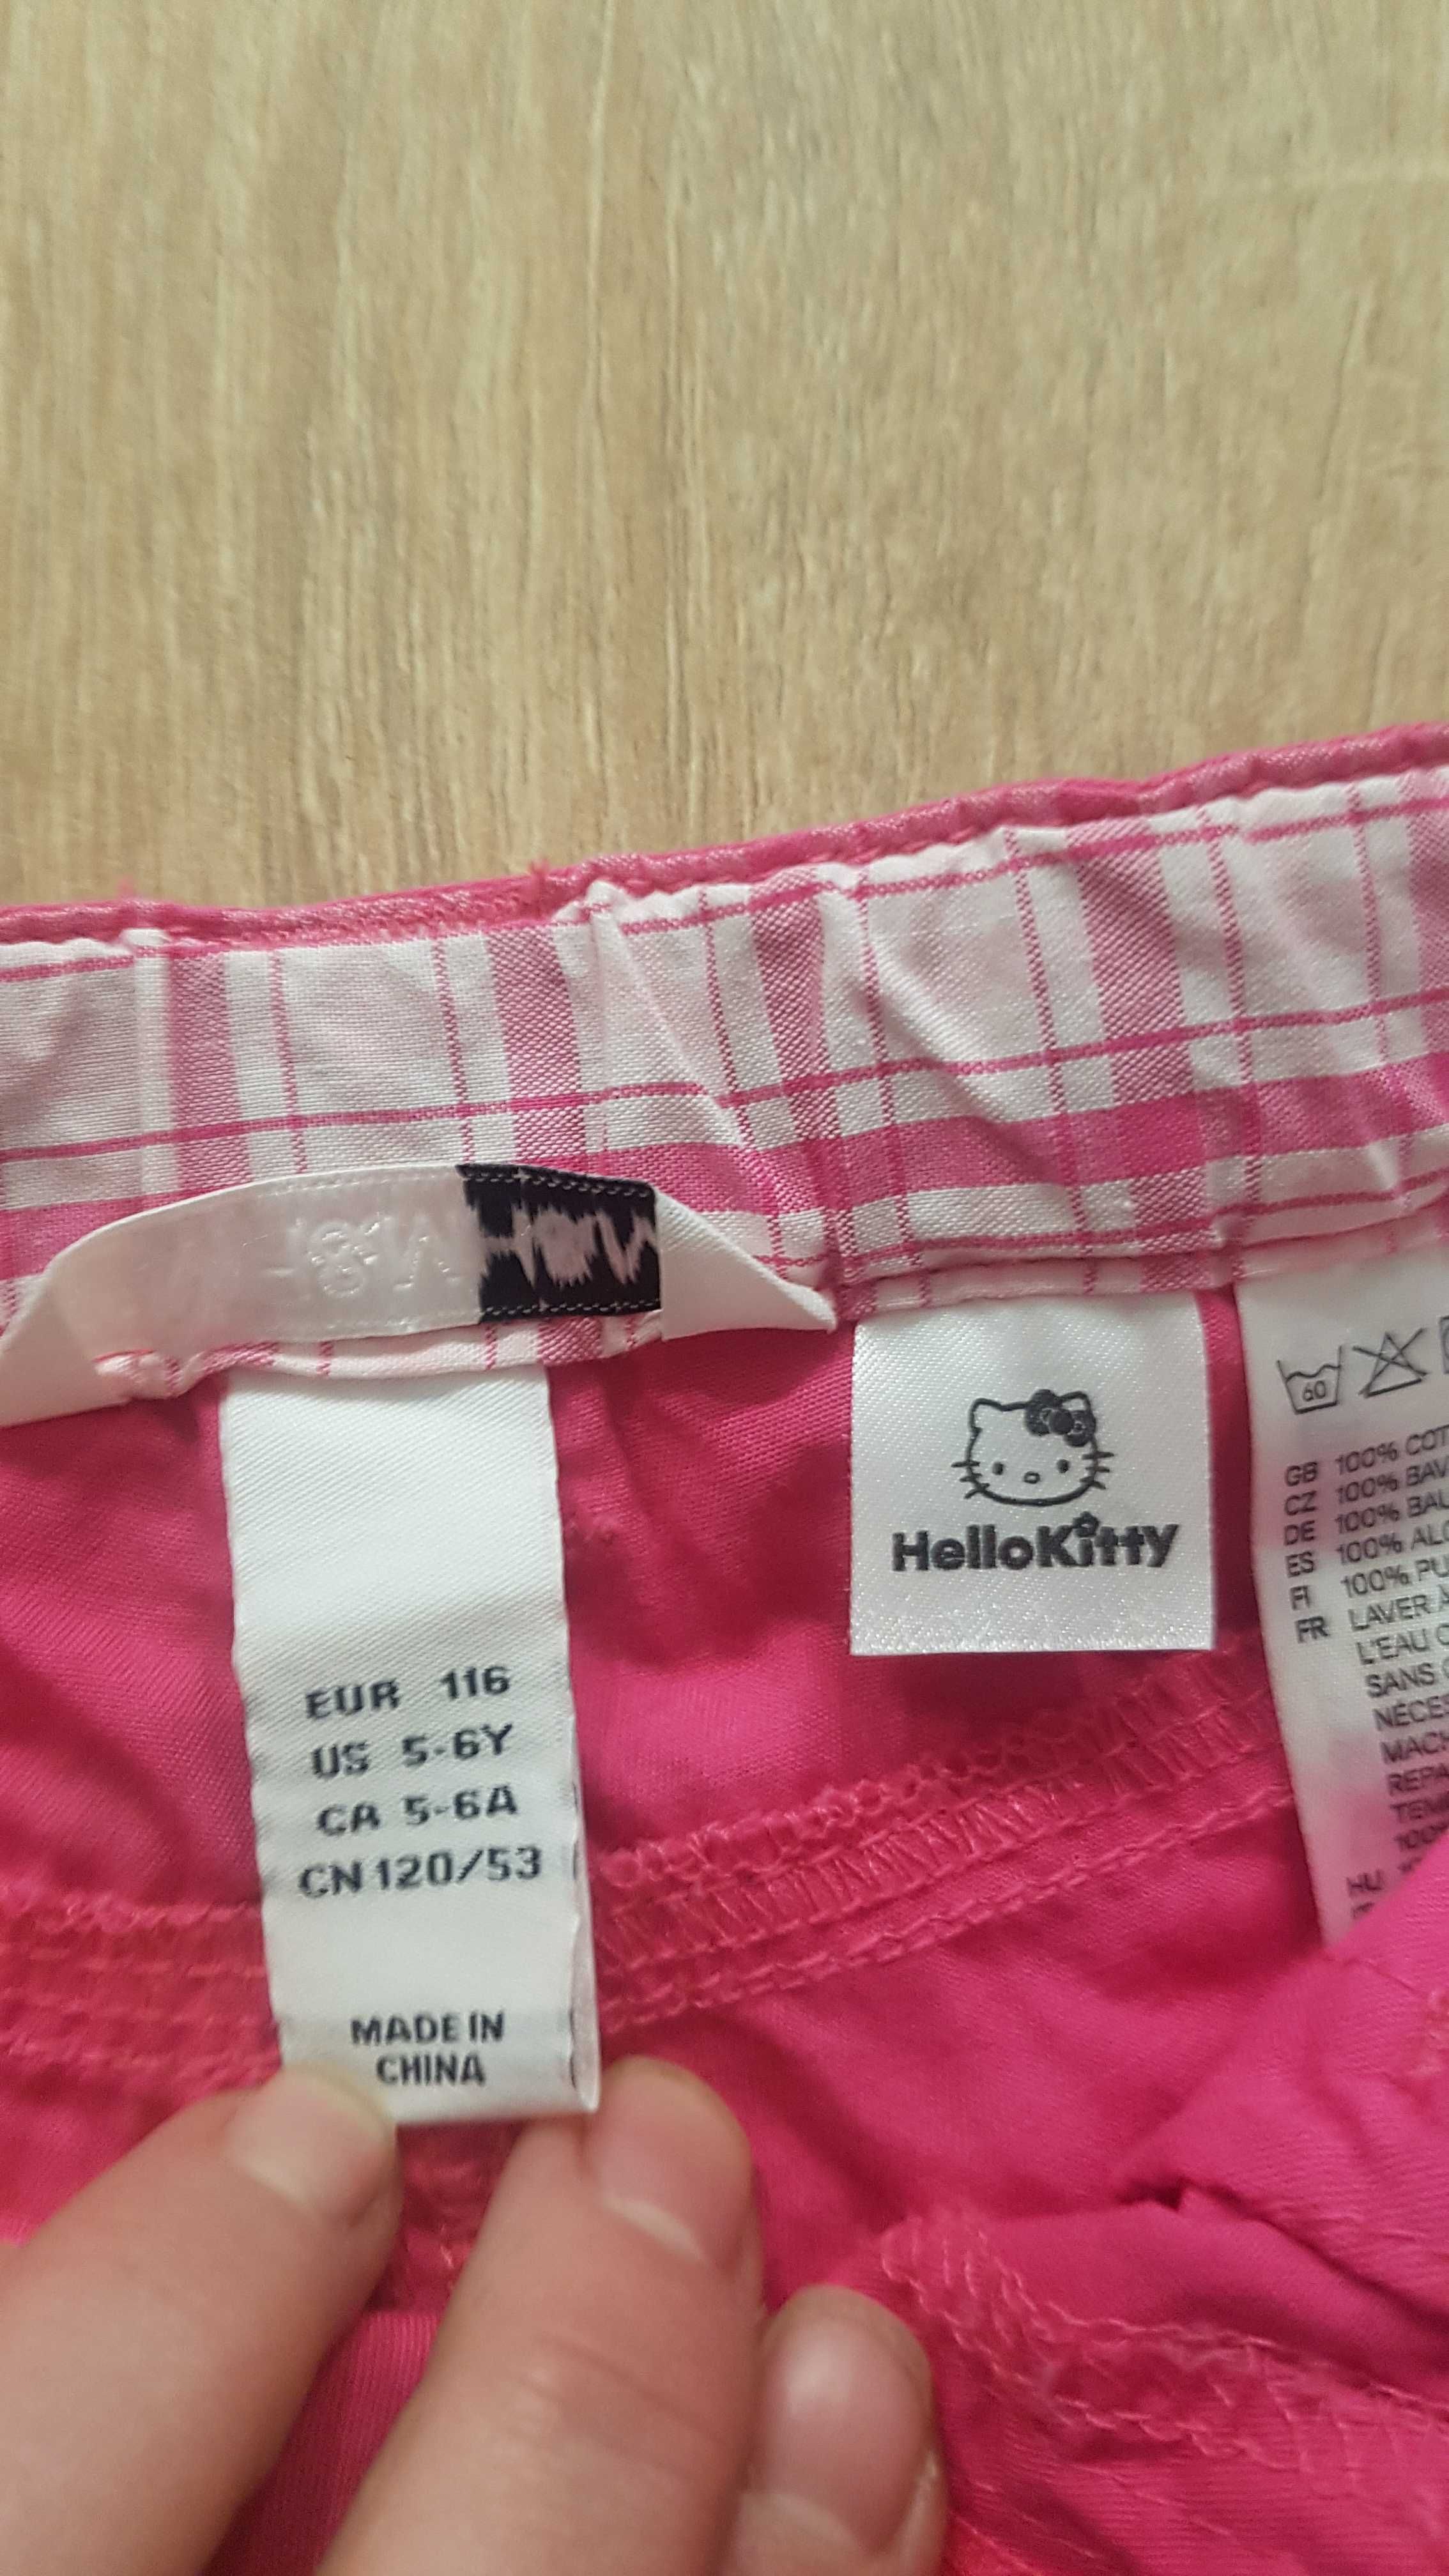 EUR 116
US 5-6Y
CA 5-6A
CN 120/53
MADE IN
CHINA
HelloKitty
60
GB 100% COT
CZ 100% BAV
DE 100% BAU
ES 100% ALG
FI 100% PU
FR LAVER À
L'EAU
SANS
NÉCES
MACH
REPA
TEM
100
HU